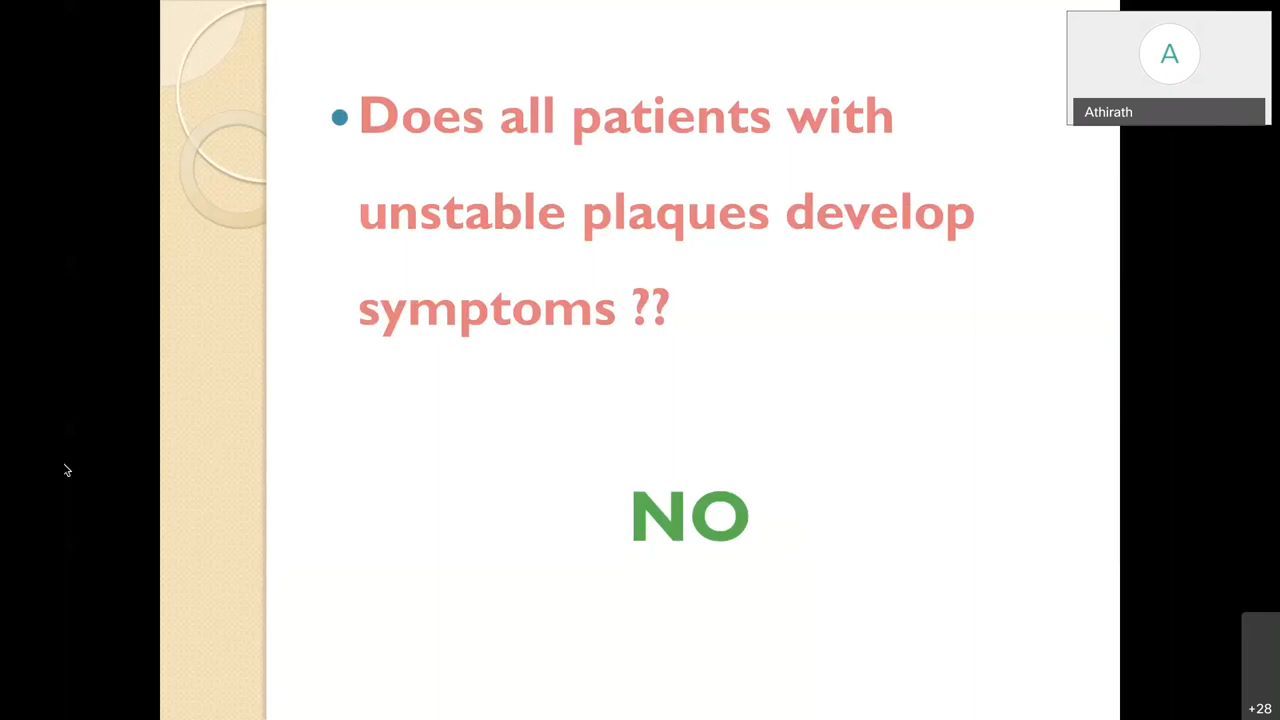 • Does all patients with
unstable plaques develop
symptoms ??
NO
A
Athirath
+28